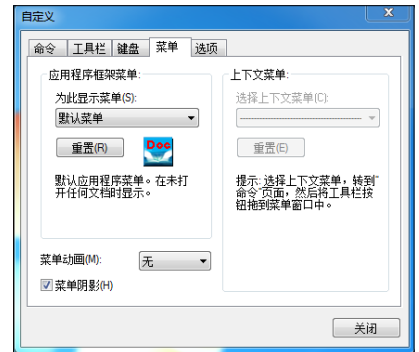 自定义
命令 工具栏 键盘 菜单 选项
应用程序框架菜单:
为此显示菜单(S):
默认菜单
重置(R)
Doc
默认应用程序菜单。在未打
开任何文档时显示。
上下文菜单:
选择上下文菜单(C):
重置(E)
提示: 选择上下文菜单，转到"
命令"页面，然后将工具栏按
钮拖到菜单窗口中。
菜单动画(M): 无
菜单阴影(H)
关闭